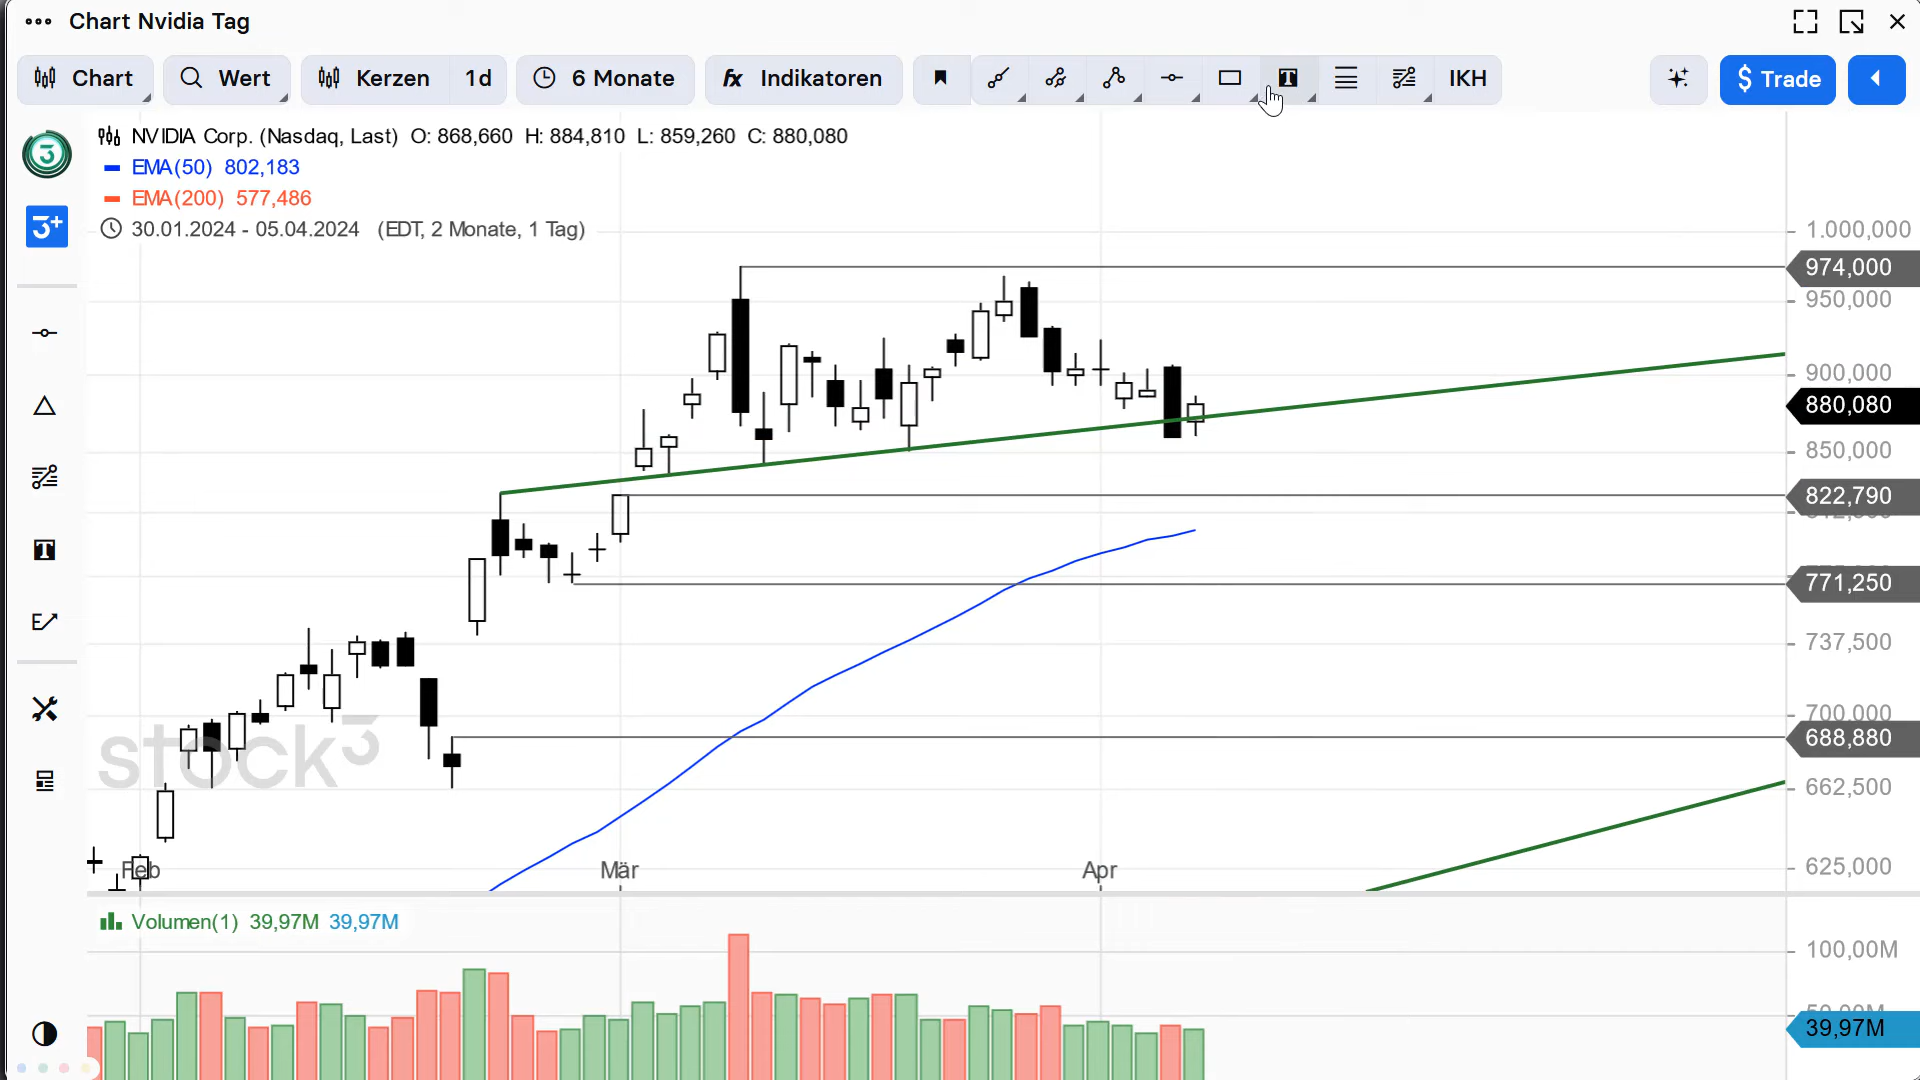 Chart Nvidia Tag
Chart Wert Kerzen 1d 6 Monate fx Indikatoren T IKH $ Trade
NVIDIA Corp. (Nasdaq, Last) O: 868,660 H: 884,810 L: 859,260 C: 880,080
EMA(50) 802,183
EMA(200) 577,486
30.01.2024 - 05.04.2024 (EDT, 2 Monate, 1 Tag)
3
3+
T
E
1.000,000
974,000
950,000
900,000
880,080
850,000
822,790
771,250
737,500
700,000
688,880
662,500
625,000
stock3
Feb Mär Apr
Volumen(1) 39,97M 39,97M
100,00M
39,97M